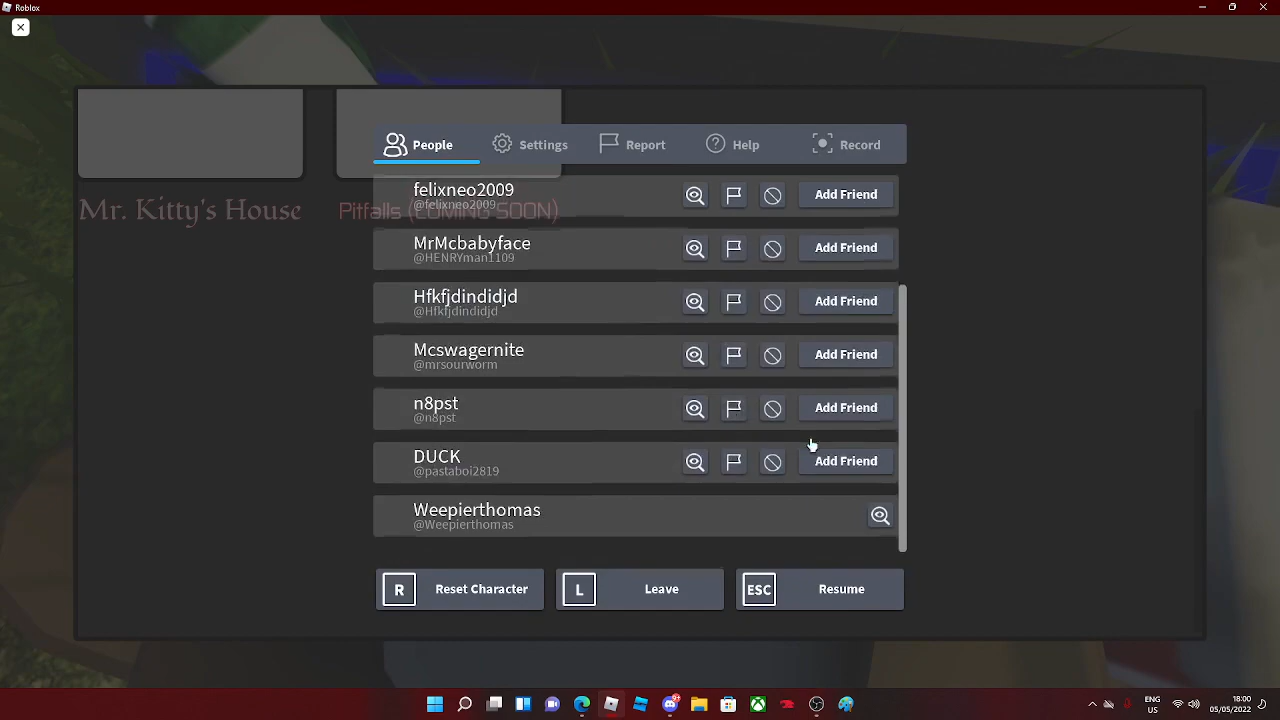 Roblox
People Settings Report Help Record
Mr. Kitty's House
Pitfalls (COMING SOON)
felixneo2009
@felixneo2009
Add Friend
MrMcbabyface
@HENRYman1109
Add Friend
Hfkfjdindidjd
@Hfkfjdindidjd
Add Friend
Mcswagernite
@mrsourworm
Add Friend
n8pst
@n8pst
Add Friend
DUCK
@pastaboi2819
Add Friend
Weepierthomas
@Weepierthomas
R Reset Character
L Leave
ESC Resume
ENG
UK
18:00
05/05/2022